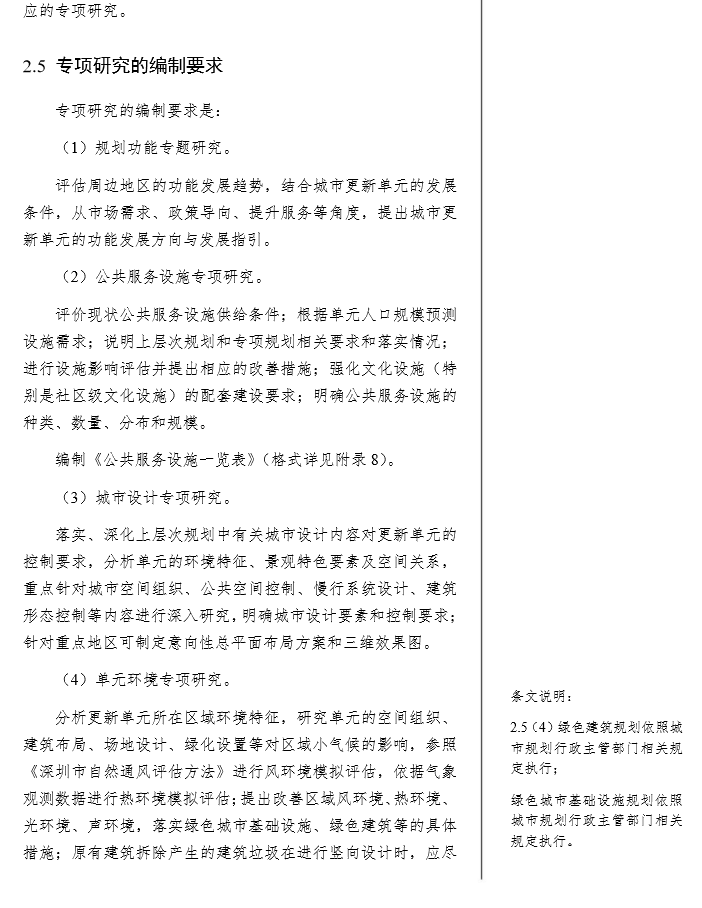 应的专项研究。
2.5 专项研究的编制要求
专项研究的编制要求是：
（1）规划功能专题研究。
评估周边地区的功能发展趋势，结合城市更新单元的发展
条件，从市场需求、政策导向、提升服务等角度，提出城市更
新单元的功能发展方向与发展指引。
（2）公共服务设施专项研究。
评价现状公共服务设施供给条件；根据单元人口规模预测
设施需求；说明上层次规划和专项规划相关要求和落实情况；
进行设施影响评估并提出相应的改善措施；强化文化设施（特
别是社区级文化设施）的配套建设要求；明确公共服务设施的
种类、数量、分布和规模。
编制《公共服务设施一览表》（格式详见附录 8）。
（3）城市设计专项研究。
落实、深化上层次规划中有关城市设计内容对更新单元的
控制要求，分析单元的环境特征、景观特色要素及空间关系，
重点针对城市空间组织、公共空间控制、慢行系统设计、建筑
形态控制等内容进行深入研究，明确城市设计要素和控制要求；
针对重点地区可制定意向性总平面布局方案和三维效果图。
（4）单元环境专项研究。
分析更新单元所在区域环境特征，研究单元的空间组织、
建筑布局、场地设计、绿化设置等对区域小气候的影响，参照
《深圳市自然通风评估方法》进行风环境模拟评估，依据气象
观测数据进行热环境模拟评估；提出改善区域风环境、热环境、
光环境、声环境，落实绿色城市基础设施、绿色建筑等的具体
措施；原有建筑拆除产生的建筑垃圾在进行竖向设计时，应尽
条文说明：
2.5（4）绿色建筑规划依照城
市规划行政主管部门相关规
定执行；
绿色城市基础设施规划依照
城市规划行政主管部门相关
规定执行。